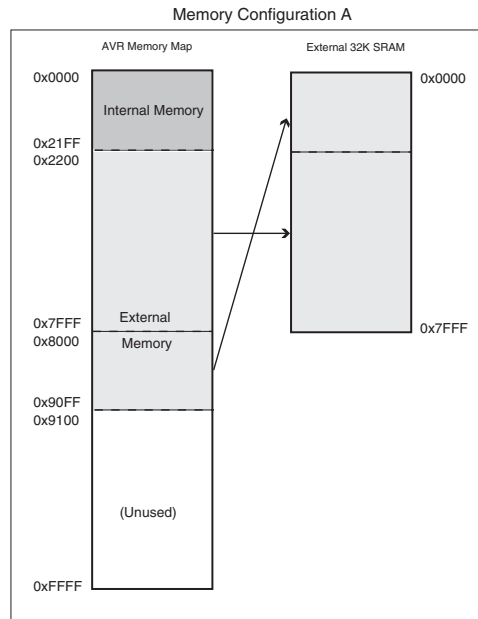 Memory Configuration A
AVR Memory Map
External 32K SRAM
0x0000
0x0000
Internal Memory
0x21FF
0x2200
External
0x7FFF
0x7FFF
0x8000
Memory
0x90FF
0x9100
(Unused)
0xFFFF